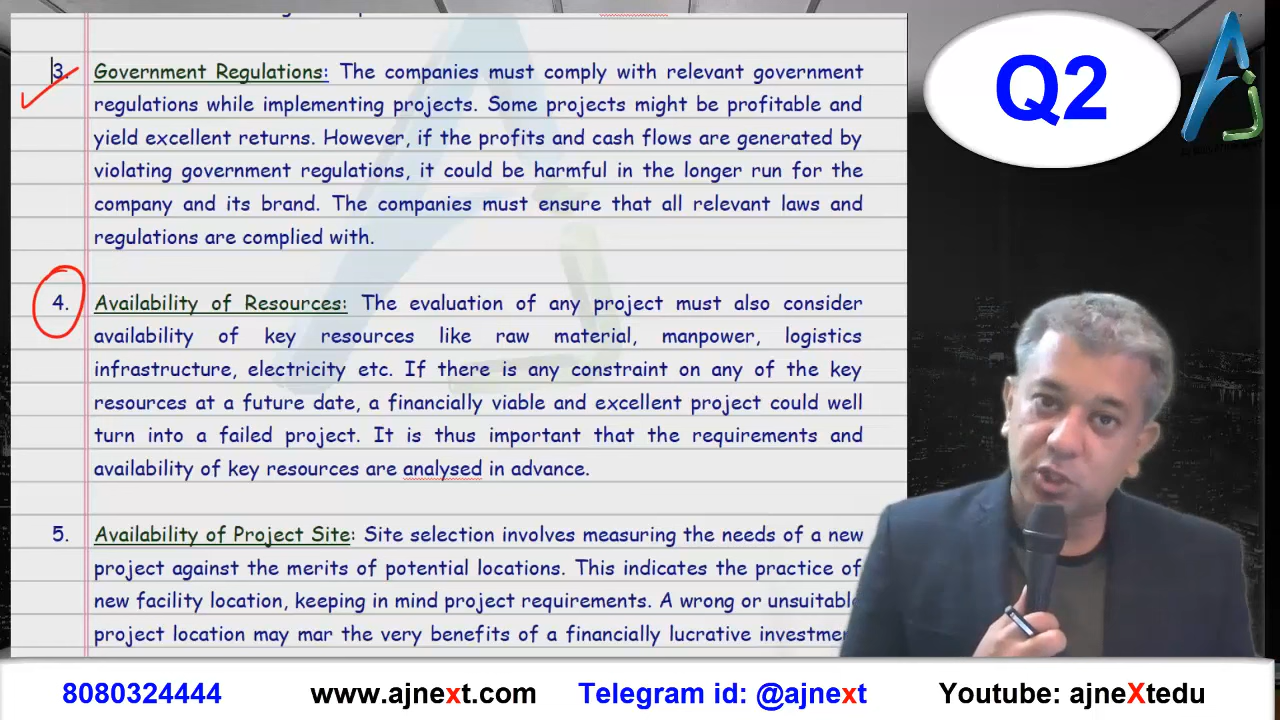 3. Government Regulations: The companies must comply with relevant government
regulations while implementing projects. Some projects might be profitable and
yield excellent returns. However, if the profits and cash flows are generated by
violating government regulations, it could be harmful in the longer run for the
company and its brand. The companies must ensure that all relevant laws and
regulations are complied with.
4. Availability of Resources: The evaluation of any project must also consider
availability of key resources like raw material, manpower, logistics
infrastructure, electricity etc. If there is any constraint on any of the key
resources at a future date, a financially viable and excellent project could well
turn into a failed project. It is thus important that the requirements and
availability of key resources are analysed in advance.
5. Availability of Project Site: Site selection involves measuring the needs of a new
project against the merits of potential locations. This indicates the practice of
new facility location, keeping in mind project requirements. A wrong or
project location may mar the very benefits of a financially lucrative
Q2
8080324444
www.ajnext.com
Telegram id: @ajnext
Youtube: ajneXtedu